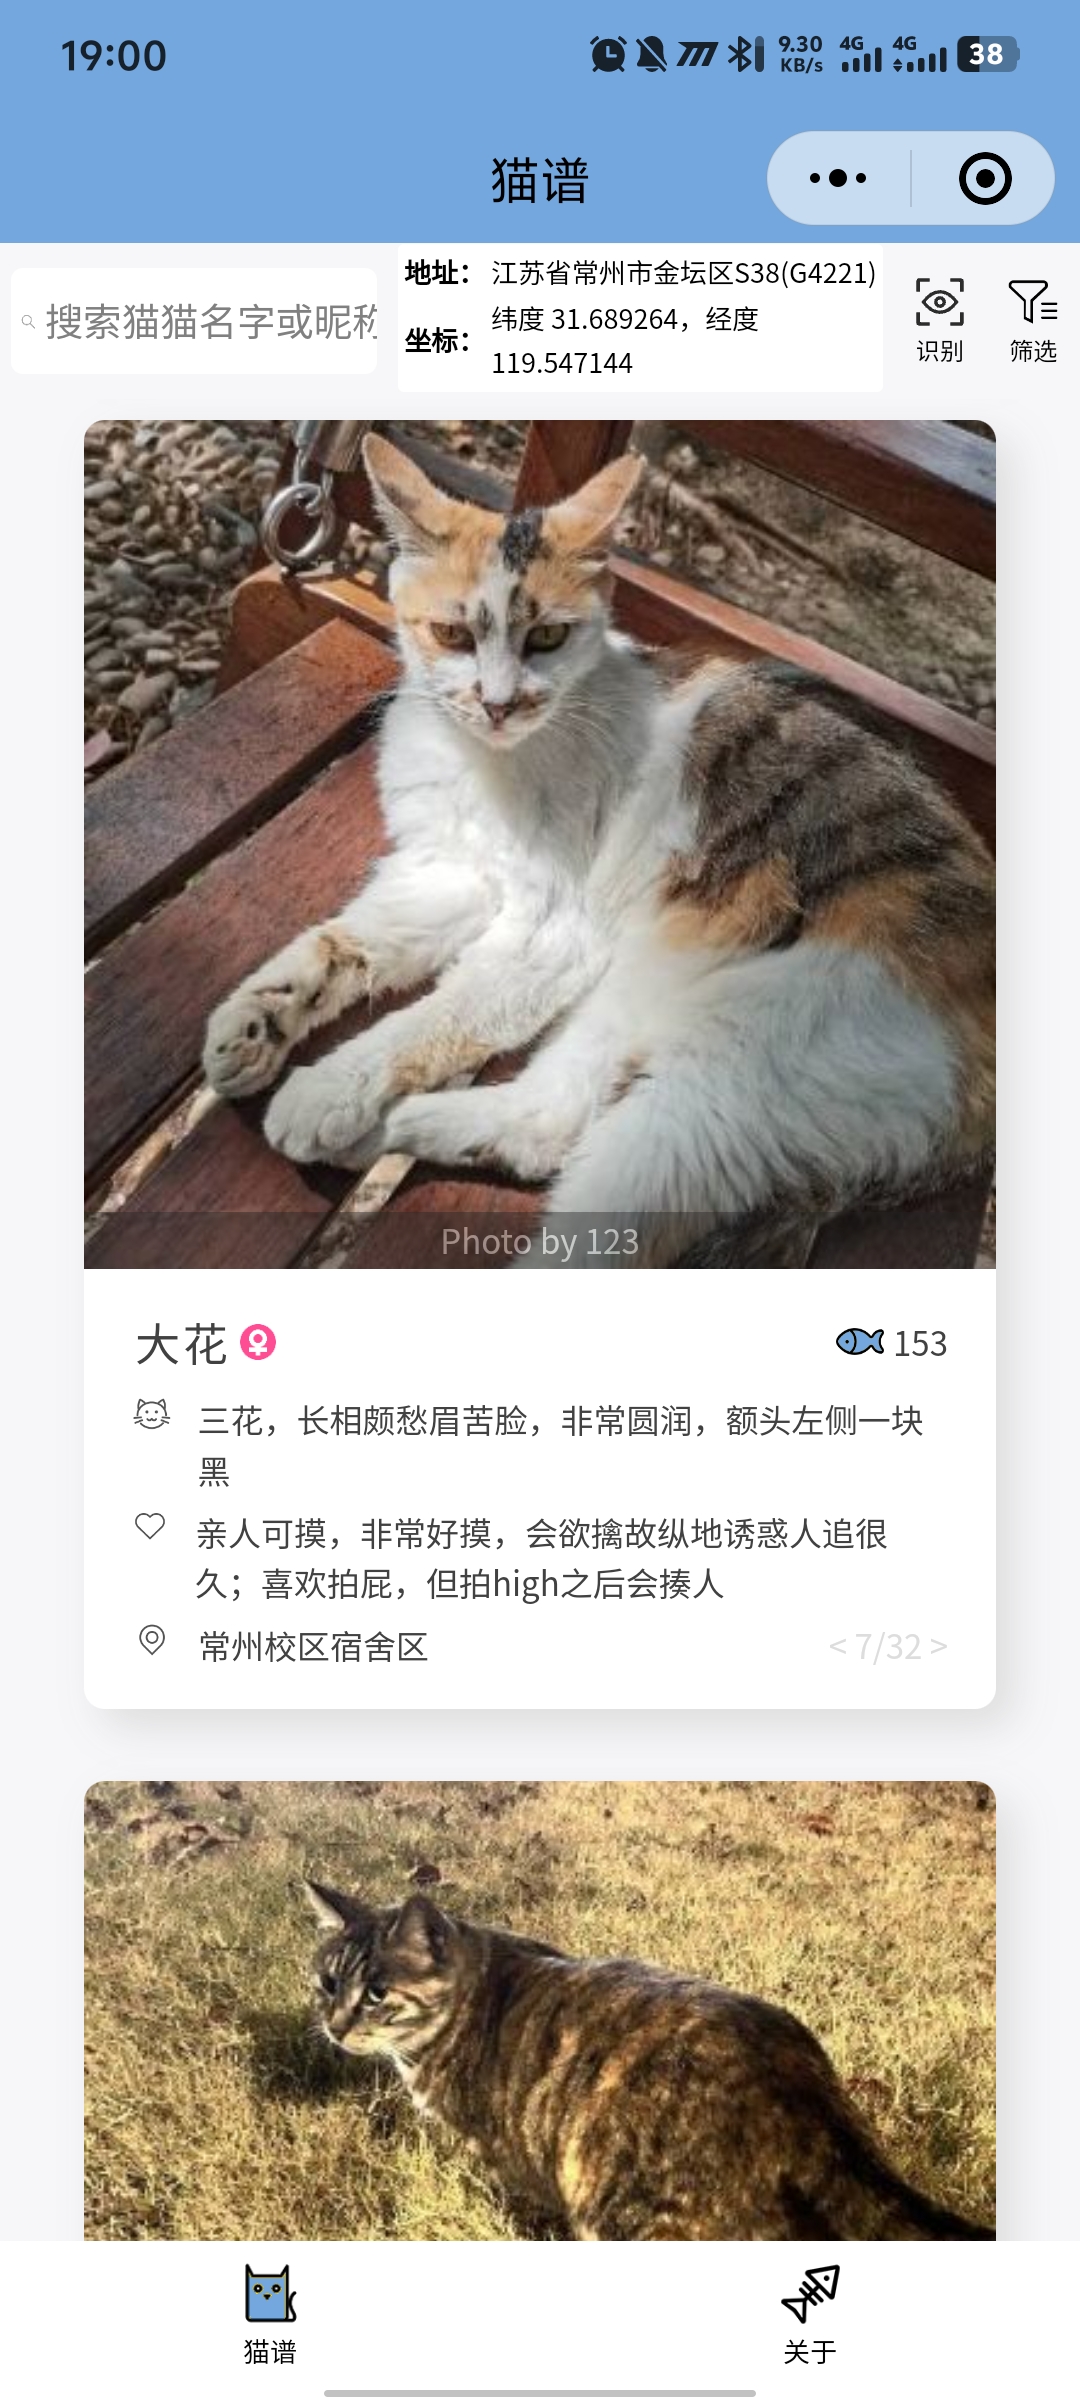 19:00
9.30
KB/s
4G
4G
38
猫谱
搜索猫猫名字或昵称
地址： 江苏省常州市金坛区S38(G4221)
坐标： 纬度 31.689264，经度
119.547144
识别
筛选
Photo by 123
大花
153
三花，长相颇愁眉苦脸，非常圆润，额头左侧一块
黑
亲人可摸，非常好摸，会欲擒故纵地诱惑人追很
久；喜欢拍屁，但拍high之后会揍人
常州校区宿舍区
< 7/32 >
猫谱
关于